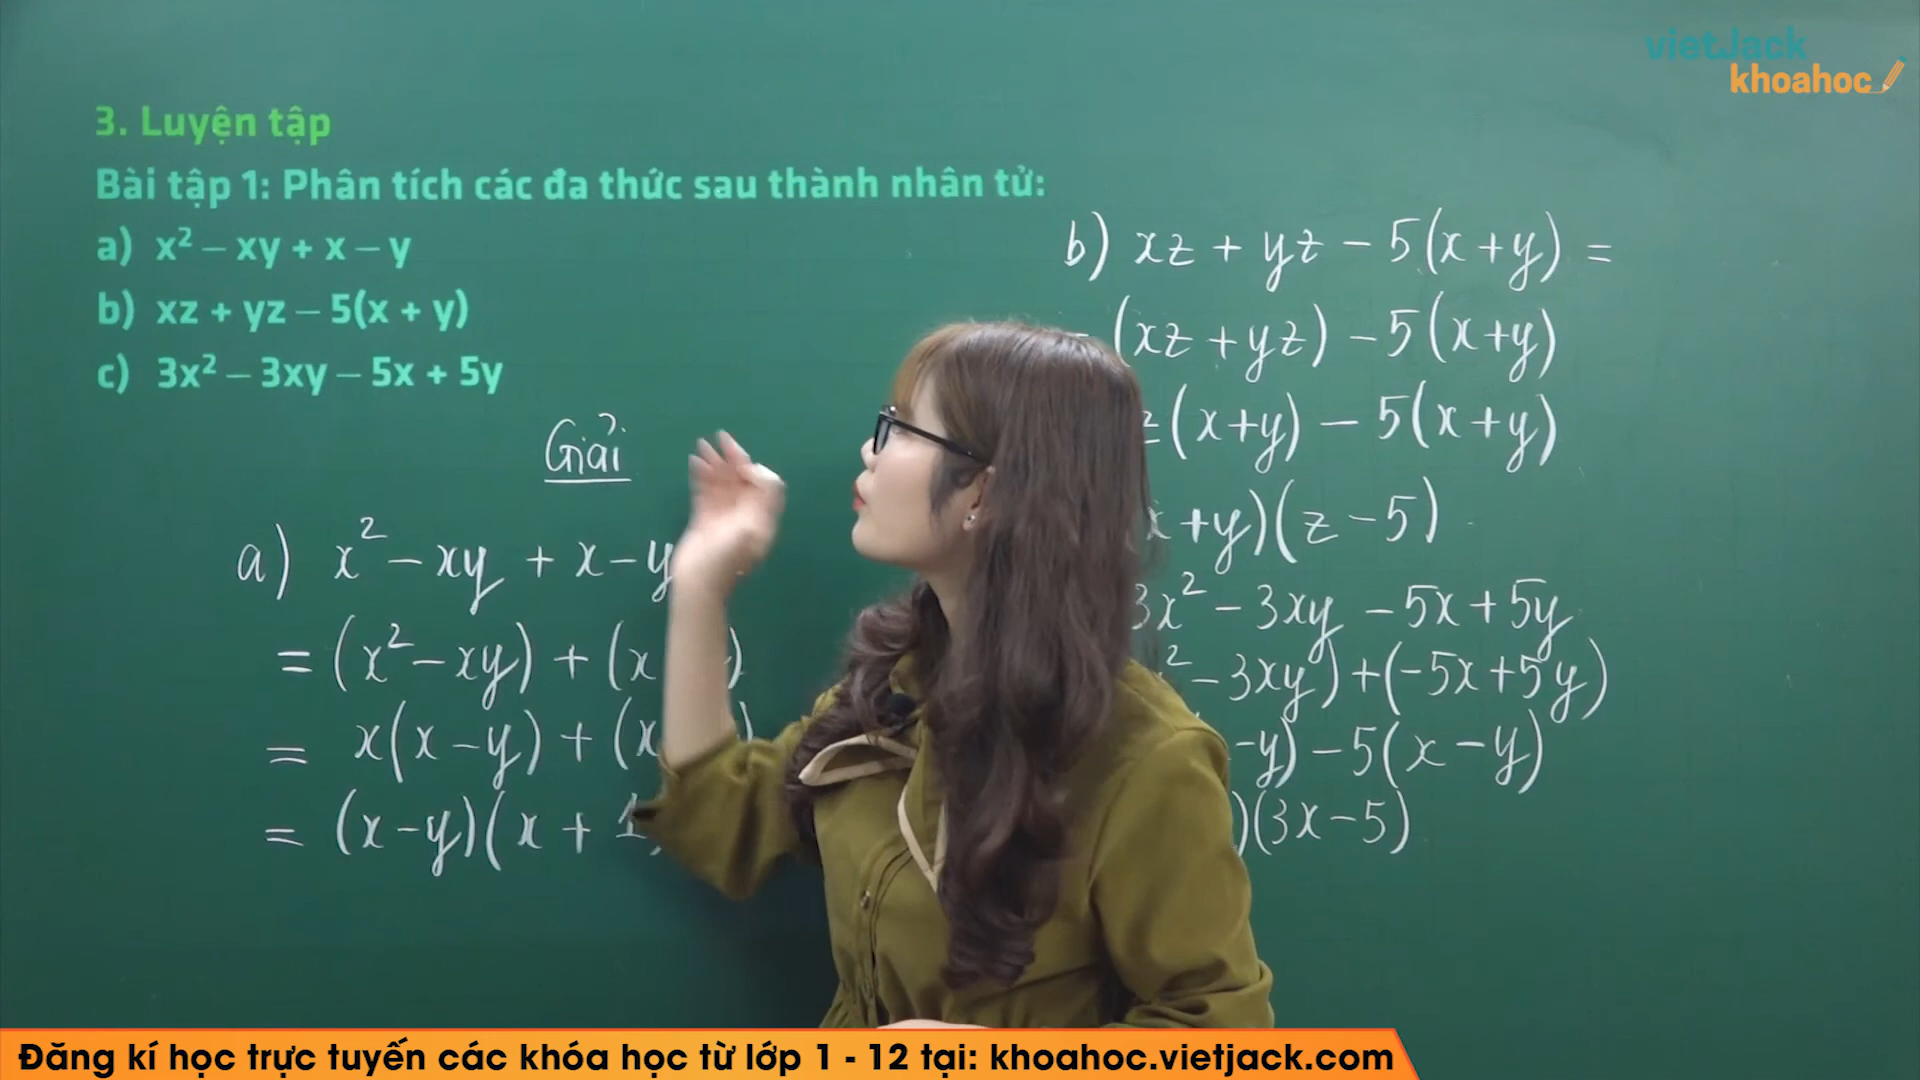 vietJack
khoahoc
3. Luyện tập
Bài tập 1: Phân tích các đa thức sau thành nhân tử:
a) x² – xy + x – y
b) xz + yz – 5(x + y)
c) 3x² – 3xy – 5x + 5y
Giải
a) x² – xy + x – y
= (x² – xy) + (x )
= x(x – y) + (x )
= (x – y)(x + 1
b) xz + yz – 5(x + y) =
(xz + yz) – 5(x + y)
z(x + y) – 5(x + y)
x + y)(z – 5)
3x² – 3xy – 5x + 5y
² – 3xy) + (–5x + 5y)
– y) – 5(x – y)
)(3x – 5)
Đăng kí học trực tuyến các khóa học từ lớp 1 - 12 tại: khoahoc.vietjack.com